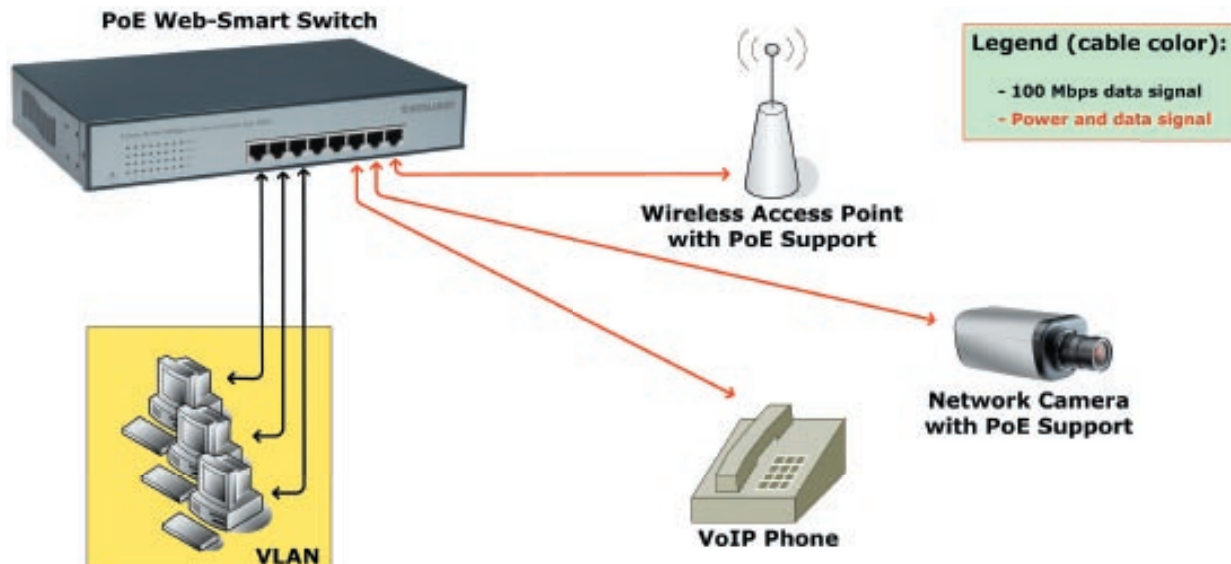 PoE Web-Smart Switch
Legend (cable color):
- 100 Mbps data signal
- Power and data signal
Wireless Access Point
with PoE Support
Network Camera
with PoE Support
VoIP Phone
VLAN